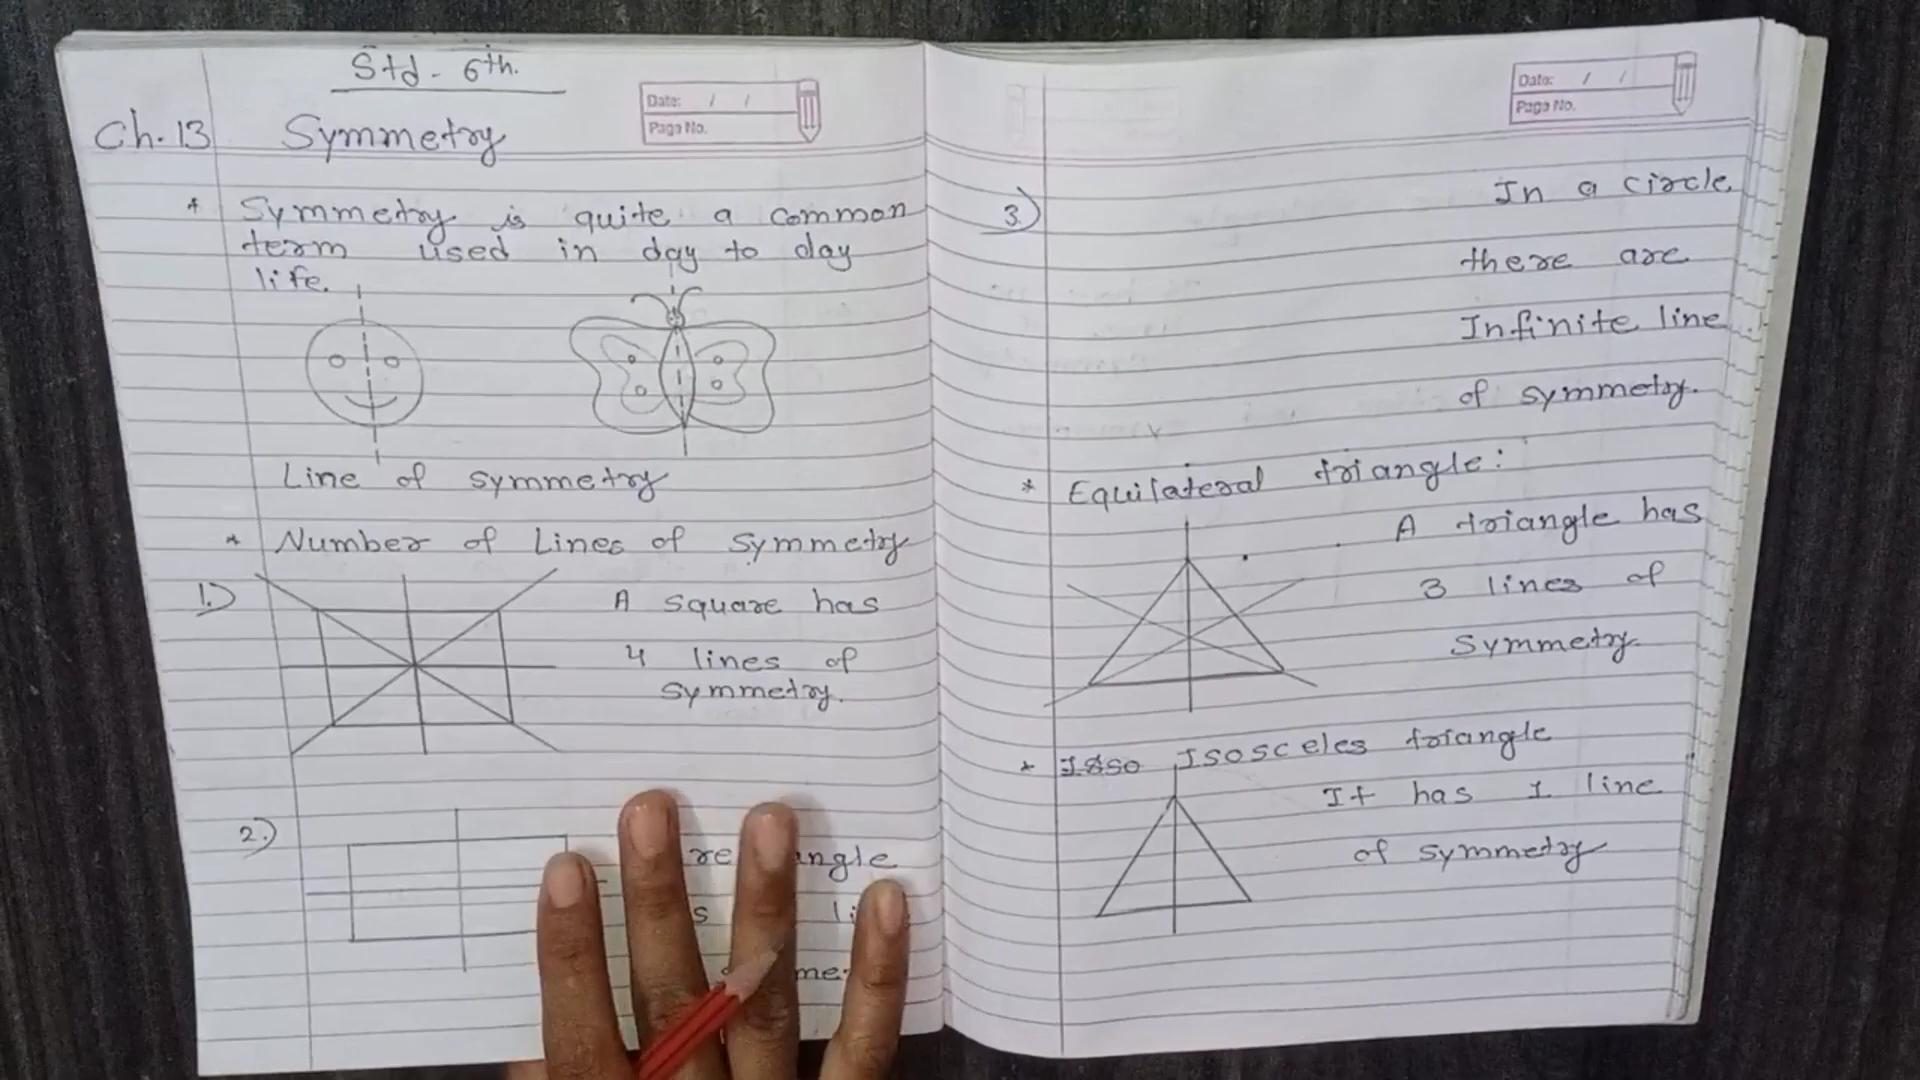 Std - 6th.
Date: / /
Page No.
Ch. 13 Symmetry
* Symmetry is quite a common
term used in day to day
life.
Line of symmetry
* Number of Lines of Symmetry
1.) A square has
4 lines of
symmetry.
2.)
Date: / /
Page No.
3.) In a circle
there are
Infinite line
of symmetry.
* Equilateral triangle:
A triangle has
3 lines of
Symmetry.
* Isosceles triangle
It has 1 line
of symmetry